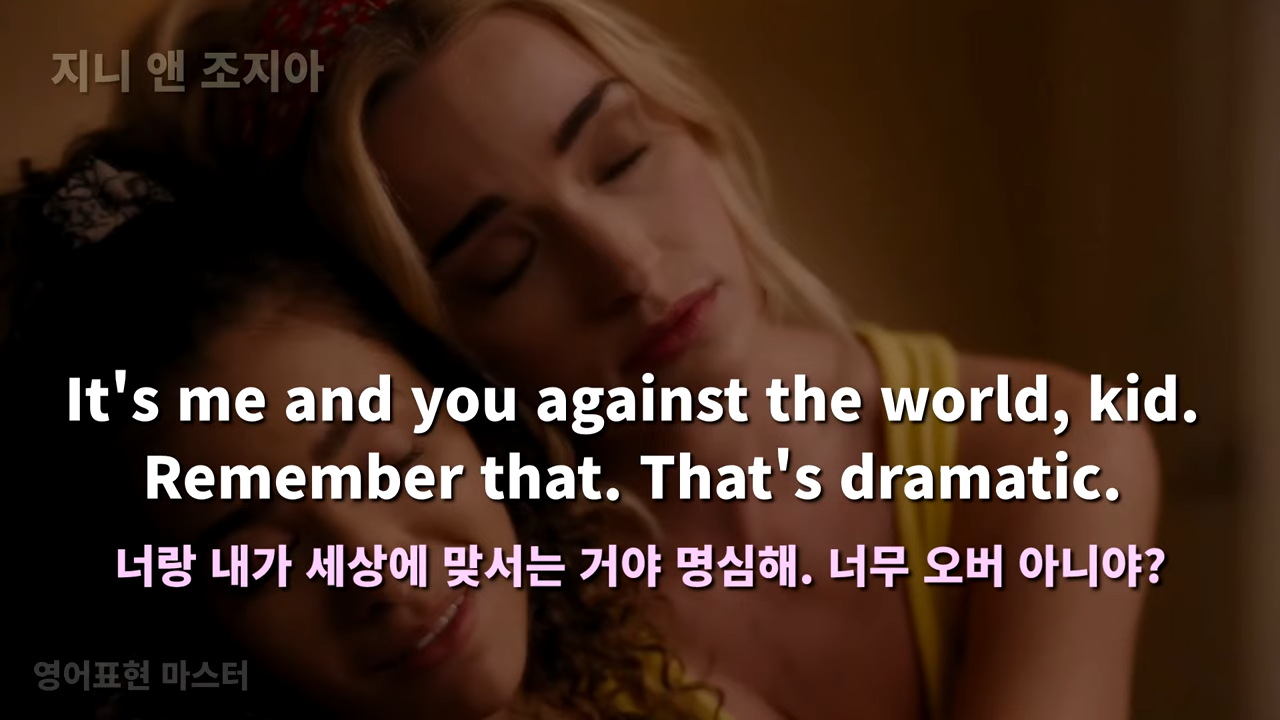 지니 앤 조지아
It's me and you against the world, kid.
Remember that. That's dramatic.
너랑 내가 세상에 맞서는 거야 명심해. 너무 오버 아니야?
영어표현 마스터